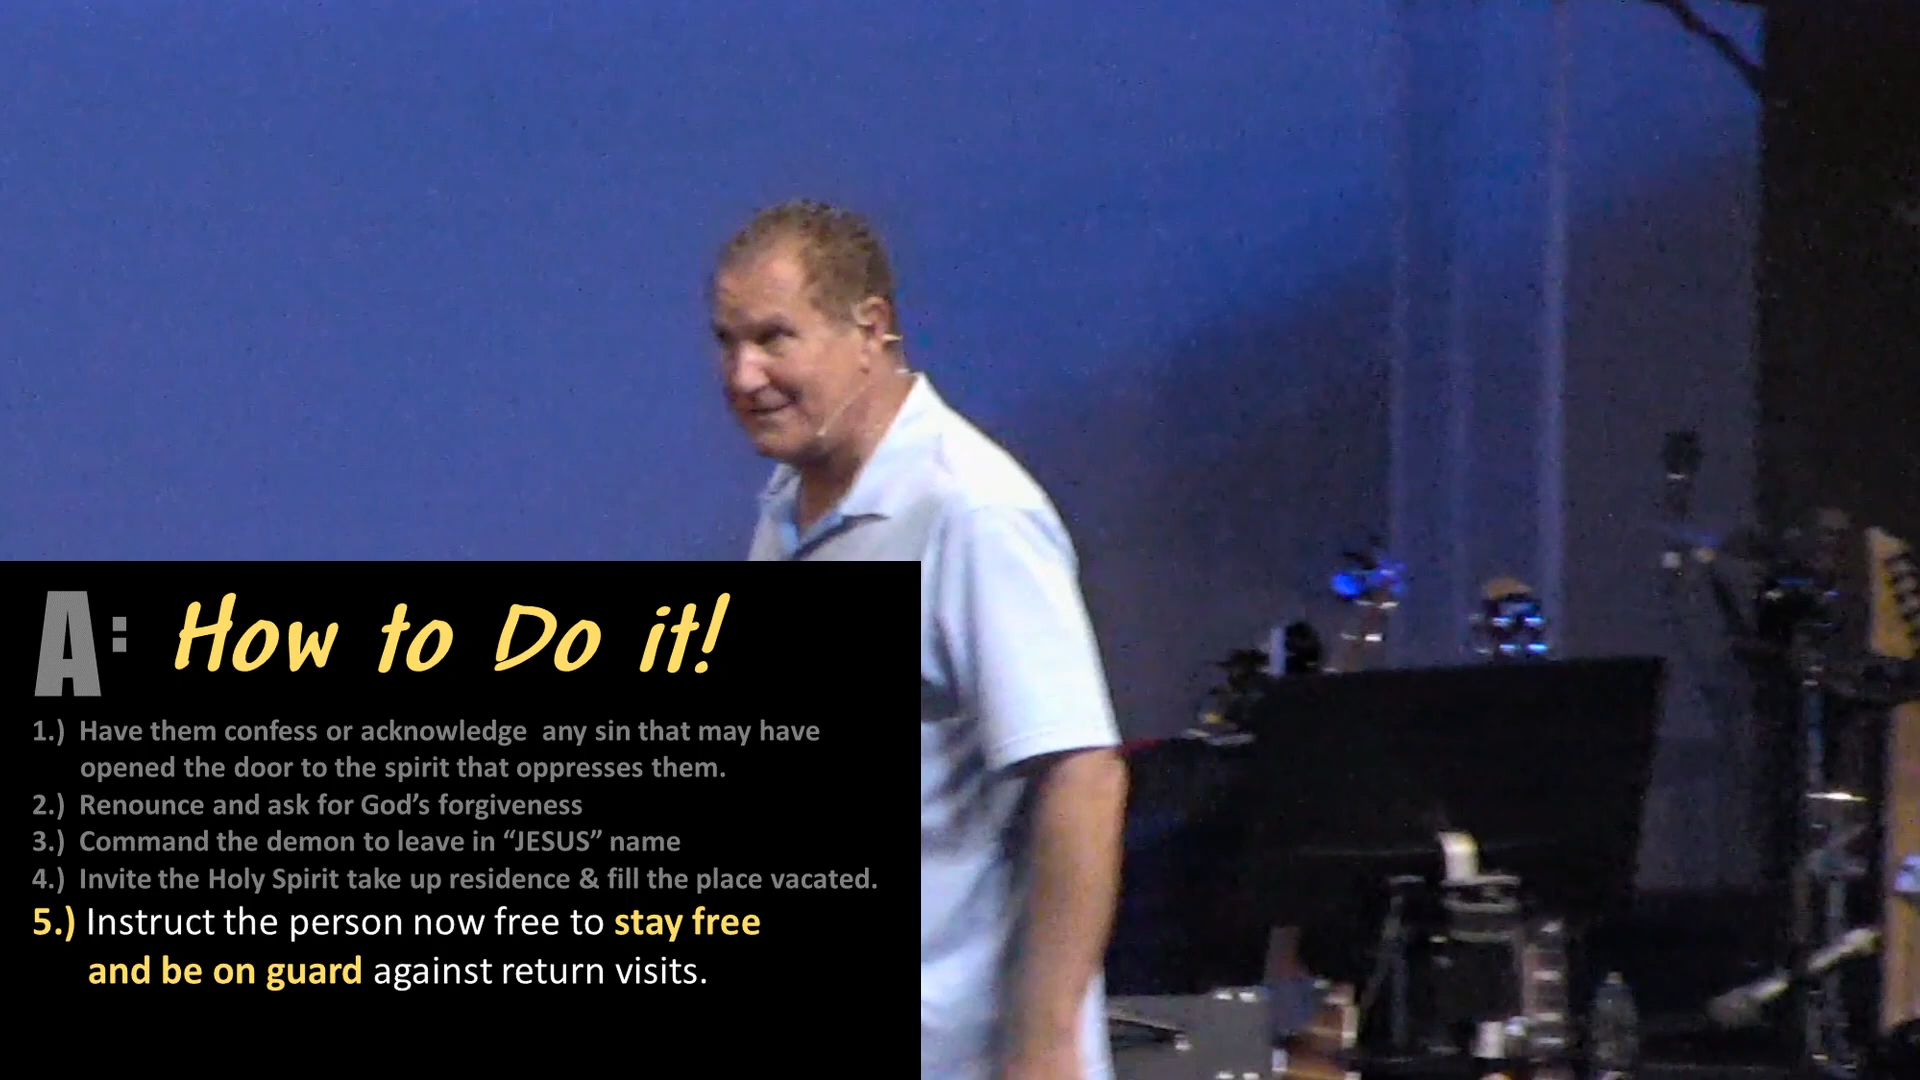 A: How to Do it!
1.) Have them confess or acknowledge any sin that may have
opened the door to the spirit that oppresses them.
2.) Renounce and ask for God’s forgiveness
3.) Command the demon to leave in “JESUS” name
4.) Invite the Holy Spirit take up residence & fill the place vacated.
5.) Instruct the person now free to stay free
and be on guard against return visits.